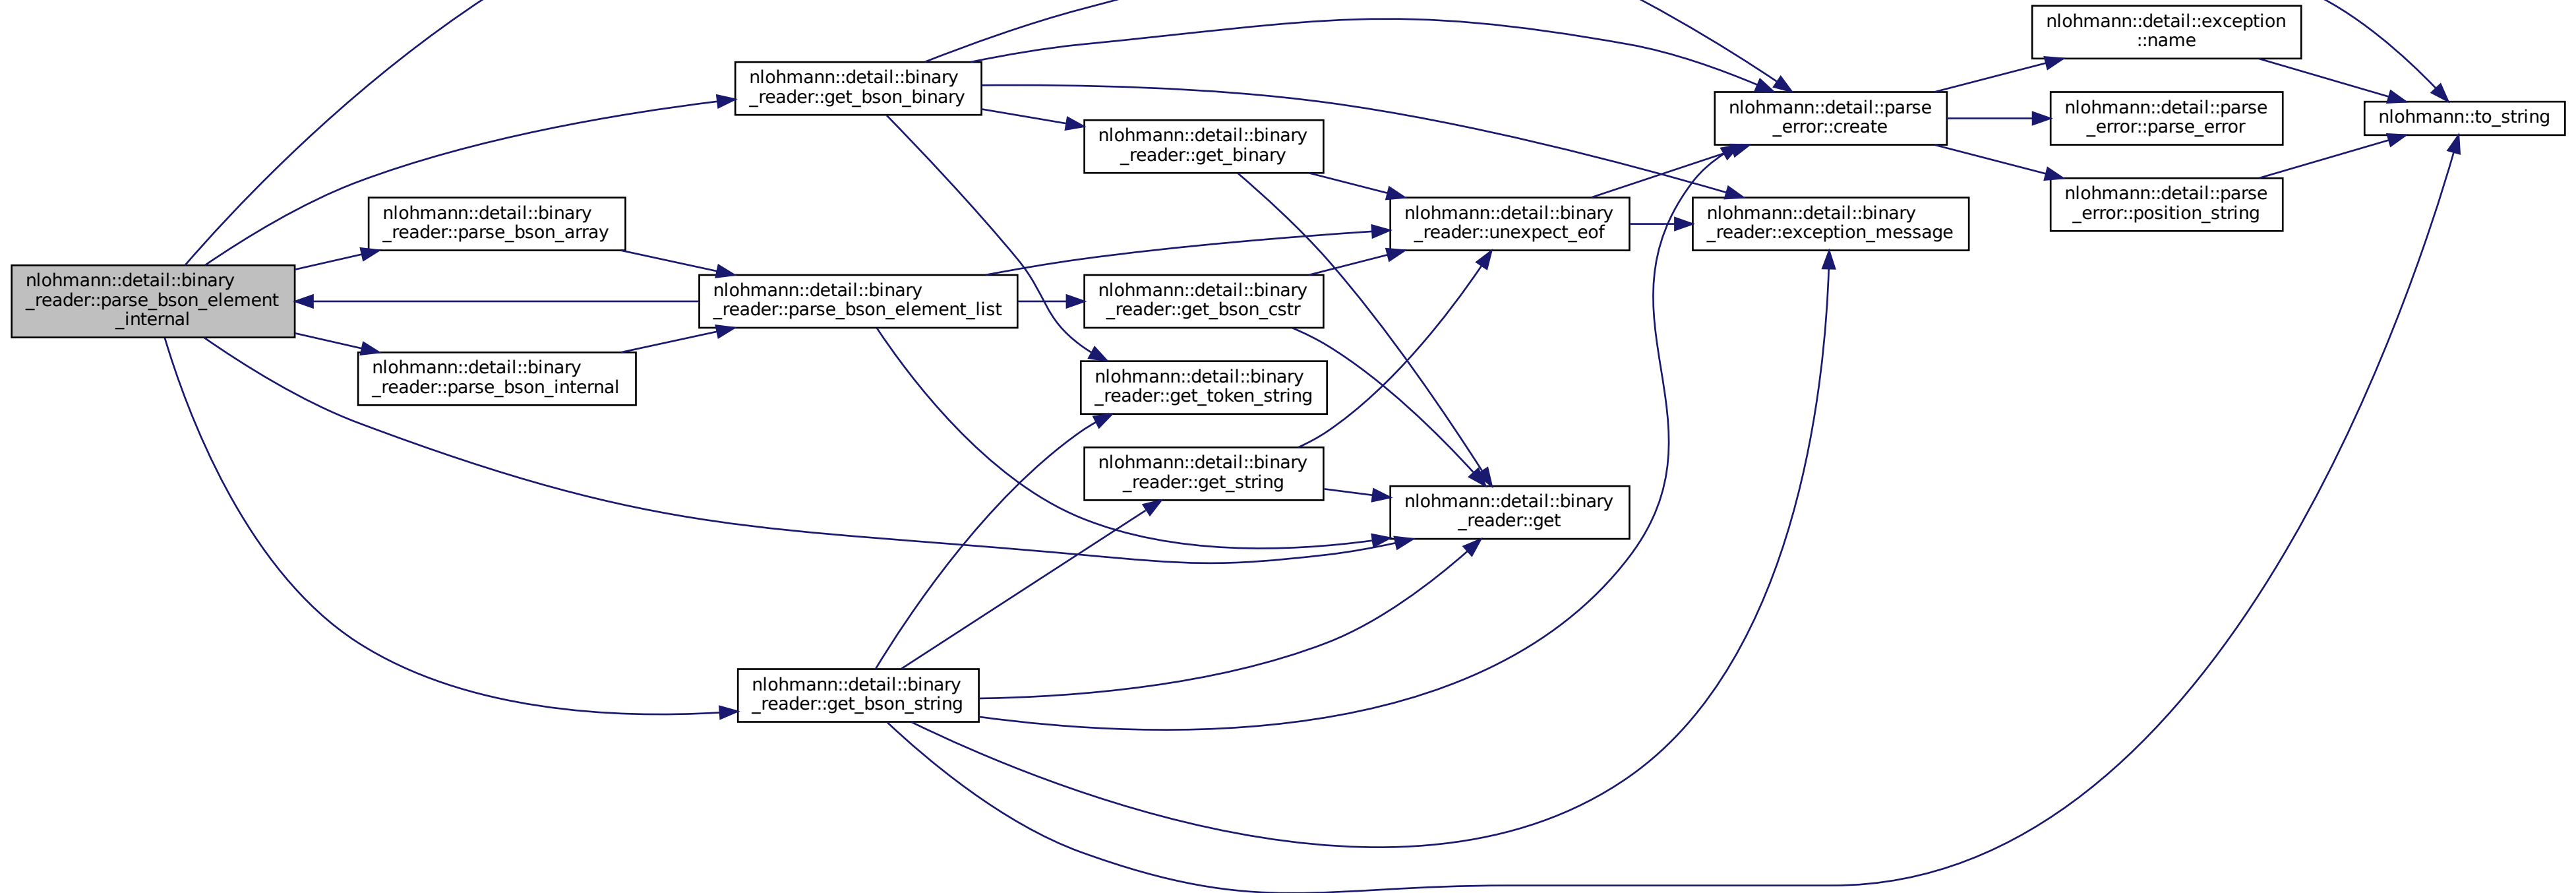 nlohmann::detail::exception
::name
nlohmann::detail::binary
_reader::get_bson_binary
nlohmann::detail::parse
_error::create
nlohmann::detail::parse
_error::parse_error
nlohmann::to_string
nlohmann::detail::binary
_reader::get_binary
nlohmann::detail::parse
_error::position_string
nlohmann::detail::binary
_reader::parse_bson_array
nlohmann::detail::binary
_reader::unexpect_eof
nlohmann::detail::binary
_reader::exception_message
nlohmann::detail::binary
_reader::parse_bson_element
_internal
nlohmann::detail::binary
_reader::parse_bson_element_list
nlohmann::detail::binary
_reader::get_bson_cstr
nlohmann::detail::binary
_reader::parse_bson_internal
nlohmann::detail::binary
_reader::get_token_string
nlohmann::detail::binary
_reader::get_string
nlohmann::detail::binary
_reader::get
nlohmann::detail::binary
_reader::get_bson_string